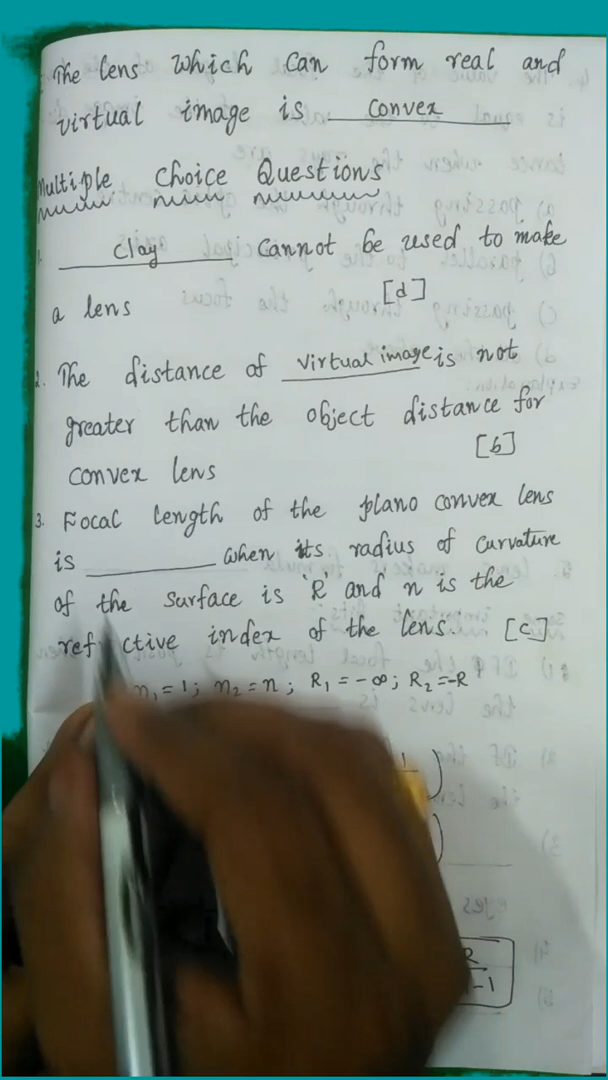 The lens which can form real and
virtual image is convex
Multiple Choice Questions
1. clay cannot be used to make
a lens [d]
2. The distance of virtual image is not
greater than the object distance for
convex lens [b]
3. Focal length of the plano convex lens
is ________ when its radius of curvature
of the surface is 'R' and n is the
ref ctive index of the lens. [c]
n₁ = 1; n₂ = n; R₁ = -∞; R₂ = -R